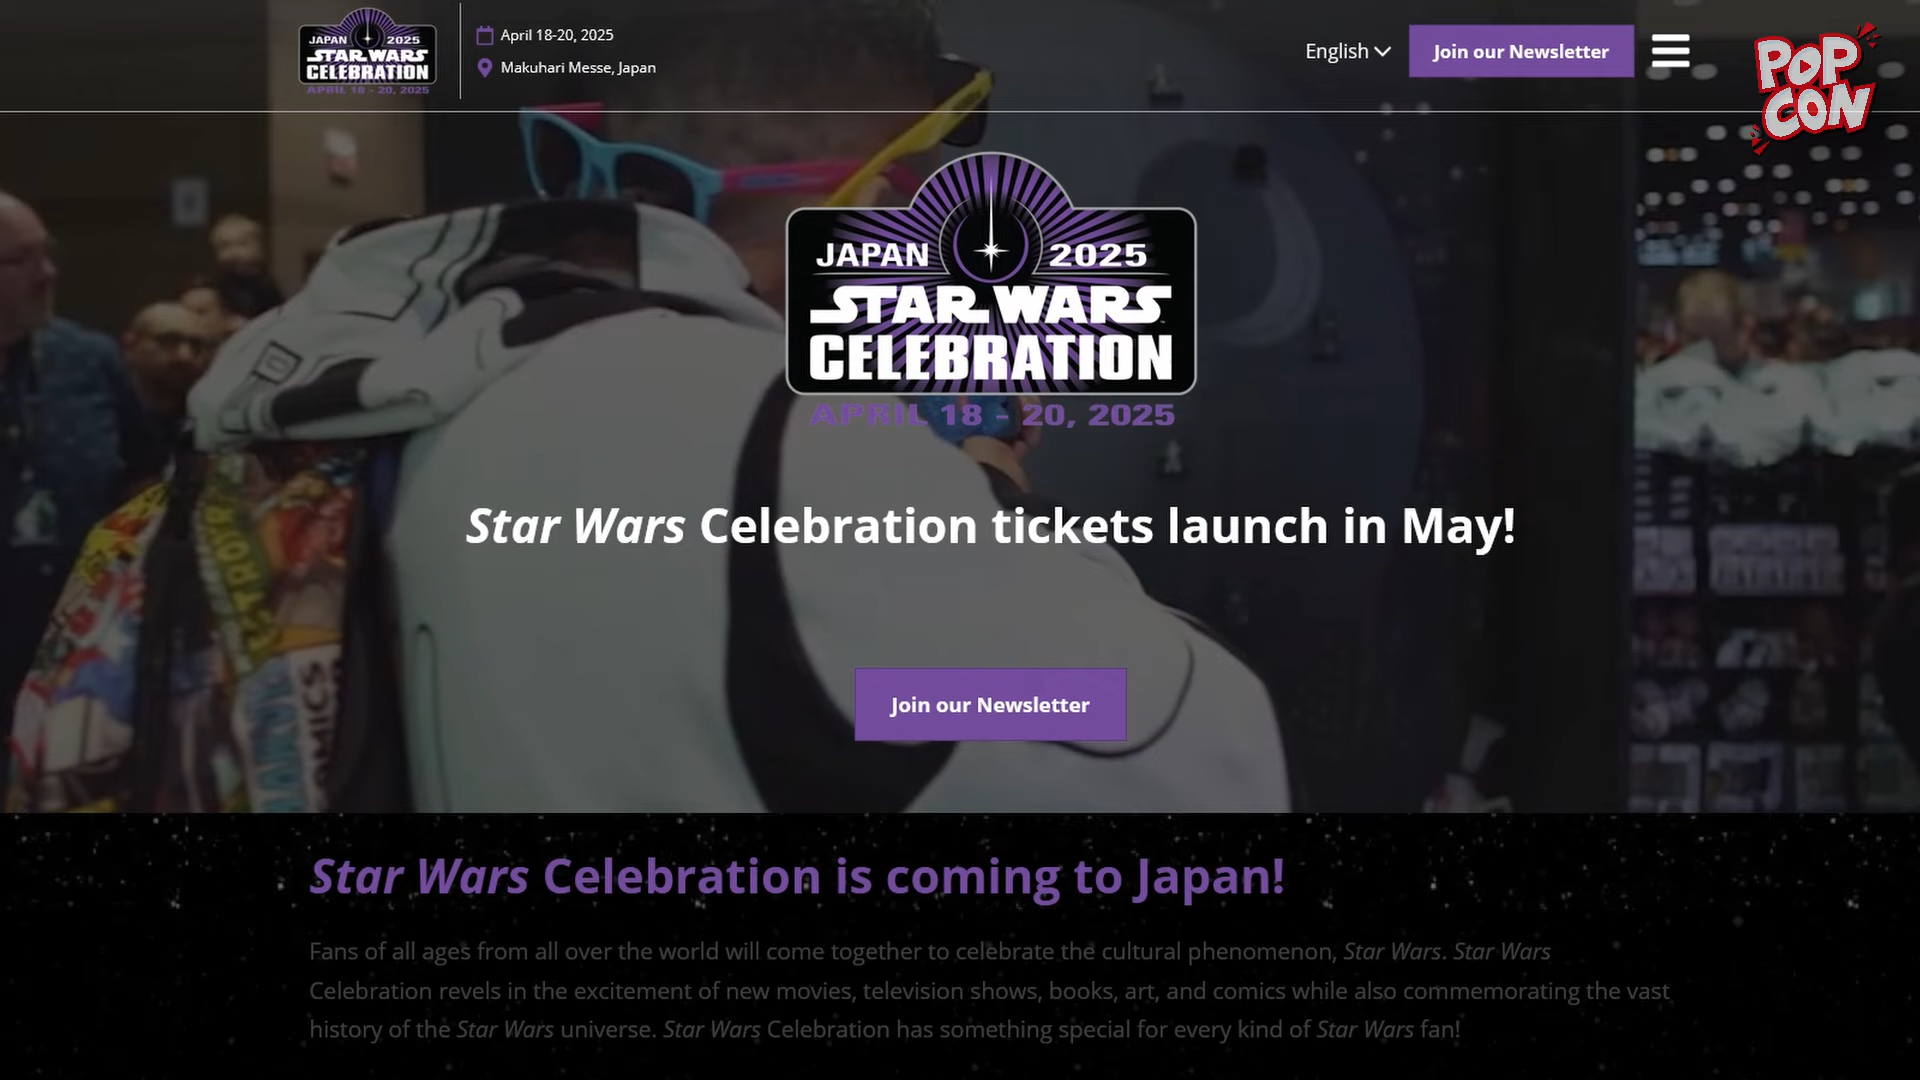 JAPAN 2025
STAR WARS
CELEBRATION
APRIL 18 - 20, 2025
April 18-20, 2025
Makuhari Messe, Japan
English
Join our Newsletter
POP
CON
JAPAN 2025
STAR WARS
CELEBRATION
APRIL 18 - 20, 2025
Star Wars Celebration tickets launch in May!
Join our Newsletter
Star Wars Celebration is coming to Japan!
Fans of all ages from all over the world will come together to celebrate the cultural phenomenon, Star Wars. Star Wars
Celebration revels in the excitement of new movies, television shows, books, art, and comics while also commemorating the vast
history of the Star Wars universe. Star Wars Celebration has something special for every kind of Star Wars fan!